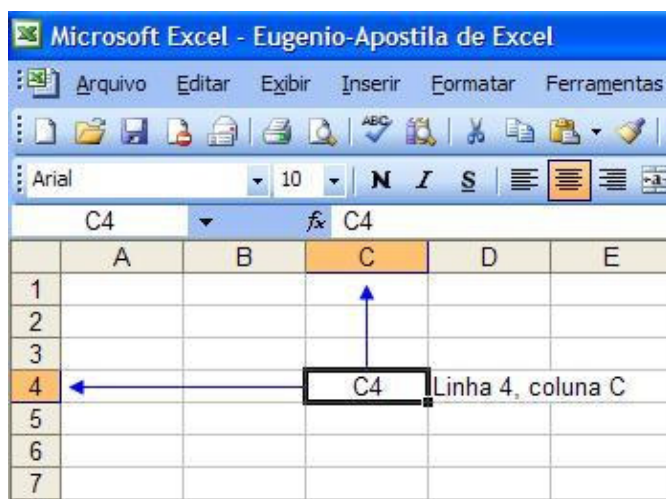 Microsoft Excel - Eugenio-Apostila de Excel
Arquivo Editar Exibir Inserir Formatar Ferramentas
ABC
Arial 10 N I S a
C4 fx C4
A B C D E
1
2
3
4 C4 Linha 4, coluna C
5
6
7